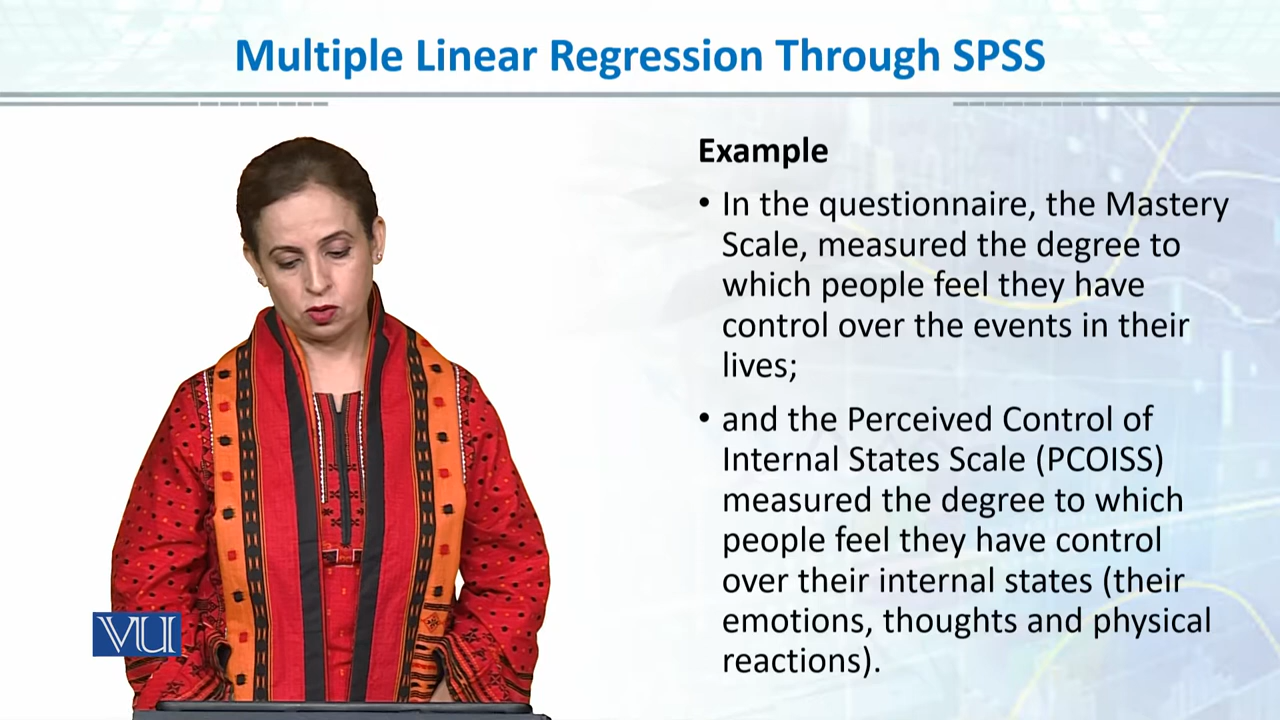 Multiple Linear Regression Through SPSS
Example
• In the questionnaire, the Mastery
Scale, measured the degree to
which people feel they have
control over the events in their
lives;
• and the Perceived Control of
Internal States Scale (PCOISS)
measured the degree to which
people feel they have control
over their internal states (their
emotions, thoughts and physical
reactions).
VU